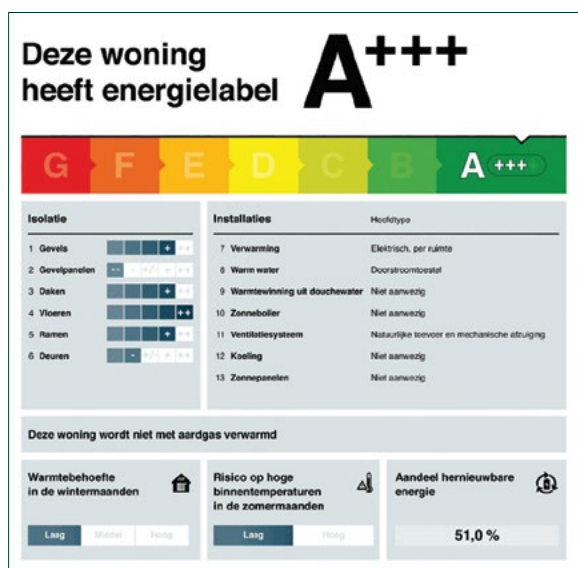 Deze woning
heeft energielabel
A+++
G F E D C B A +++
Isolatie
1 Gevels +
2 Gevelpanelen -- - +/- + ++
3 Daken +
4 Vloeren ++
5 Ramen +
6 Deuren - +/- + ++
Installaties Hoofdtype
7 Verwarming Elektrisch, per ruimte
8 Warm water Doorstroomtoestel
9 Warmtewinning uit douchewater Niet aanwezig
10 Zonneboiler Niet aanwezig
11 Ventilatiesysteem Natuurlijke toevoer en mechanische afzuiging
12 Koeling Niet aanwezig
13 Zonnepanelen Niet aanwezig
Deze woning wordt niet met aardgas verwarmd
Warmtebehoefte
in de wintermaanden
Laag Middel Hoog
Risico op hoge
binnentemperaturen
in de zomermaanden
Laag Hoog
Aandeel hernieuwbare
energie
51,0 %